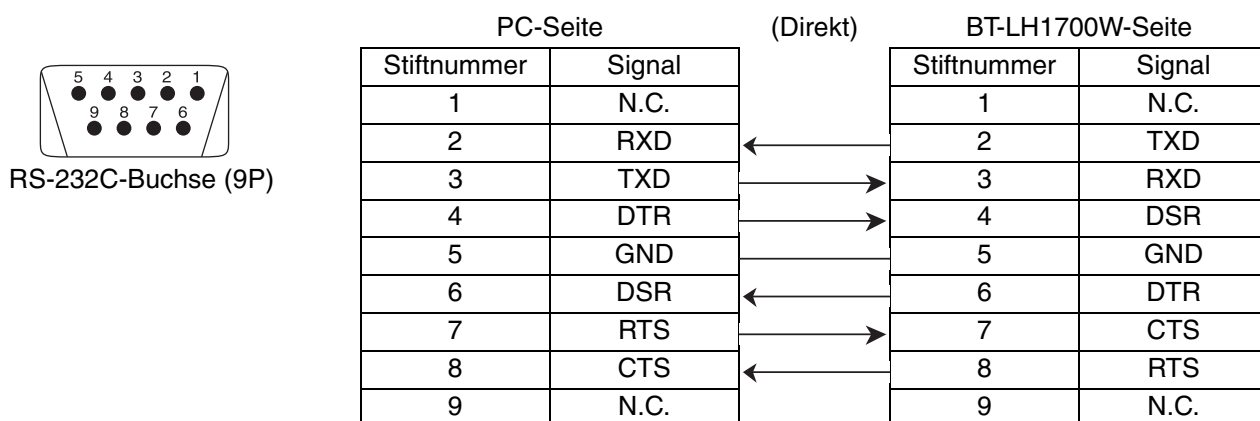 PC-Seite (Direkt) BT-LH1700W-Seite
Stiftnummer Signal Stiftnummer Signal
1 N.C. 1 N.C.
2 RXD 2 TXD
3 TXD 3 RXD
4 DTR 4 DSR
5 GND 5 GND
6 DSR 6 DTR
7 RTS 7 CTS
8 CTS 8 RTS
9 N.C. 9 N.C.
5 4 3 2 1
9 8 7 6
RS-232C-Buchse (9P)